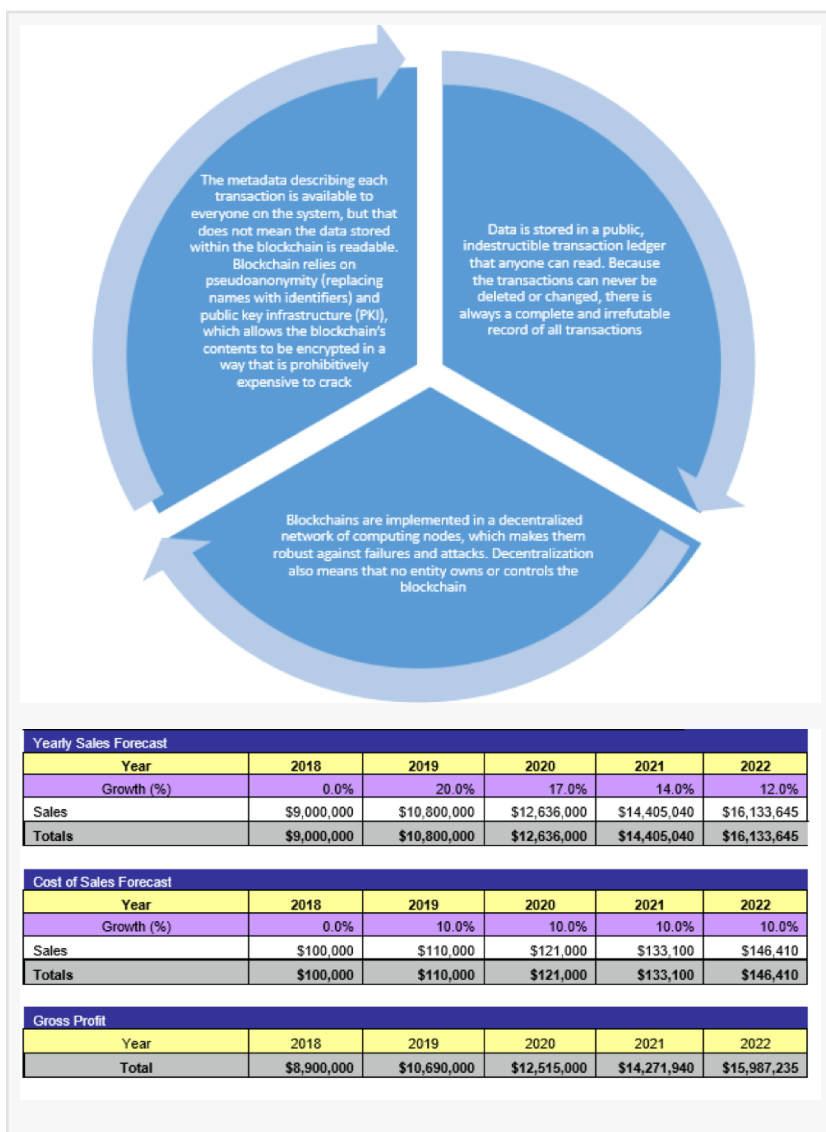 The metadata describing each
transaction is available to
everyone on the system, but that
does not mean the data stored
within the blockchain is readable.
Blockchain relies on
pseudoanonymity (replacing
names with identifiers) and
public key infrastructure (PKI),
which allows the blockchain's
contents to be encrypted in a
way that is prohibitively
expensive to crack
Data is stored in a public,
indestructible transaction ledger
that anyone can read. Because
the transactions can never be
deleted or changed, there is
always a complete and irrefutable
record of all transactions
Blockchains are implemented in a decentralized
network of computing nodes, which makes them
robust against failures and attacks. Decentralization
also means that no entity owns or controls the
blockchain
Yearly Sales Forecast
Year 2018 2019 2020 2021 2022
Growth (%) 0.0% 20.0% 17.0% 14.0% 12.0%
Sales $9,000,000 $10,800,000 $12,636,000 $14,405,040 $16,133,645
Totals $9,000,000 $10,800,000 $12,636,000 $14,405,040 $16,133,645
Cost of Sales Forecast
Year 2018 2019 2020 2021 2022
Growth (%) 0.0% 10.0% 10.0% 10.0% 10.0%
Sales $100,000 $110,000 $121,000 $133,100 $146,410
Totals $100,000 $110,000 $121,000 $133,100 $146,410
Gross Profit
Year 2018 2019 2020 2021 2022
Total $8,900,000 $10,690,000 $12,515,000 $14,271,940 $15,987,235